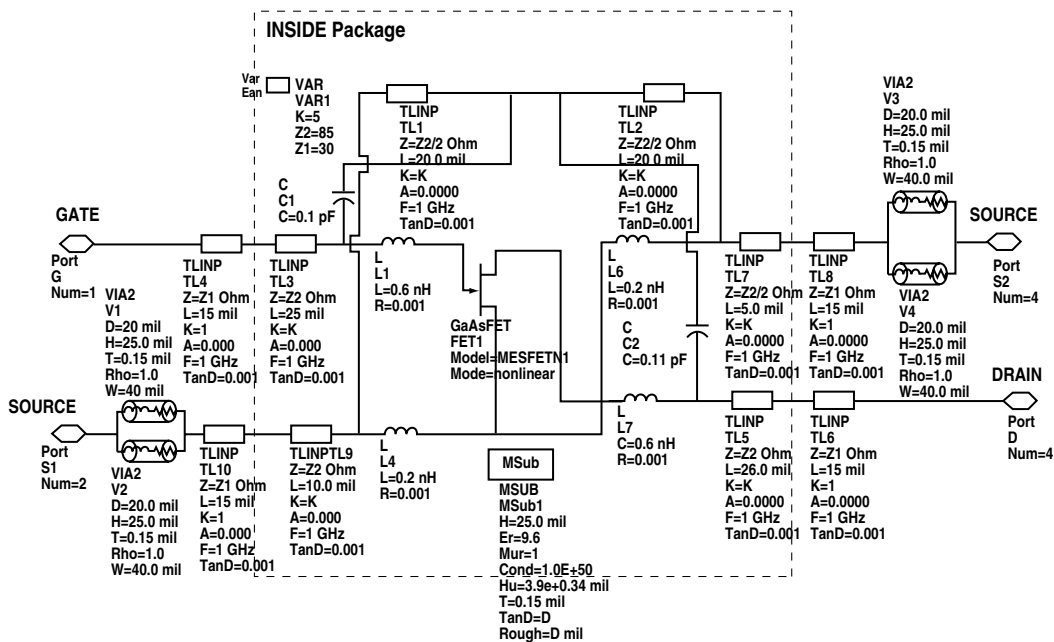 INSIDE Package
Var
Ean
VAR
VAR1
K=5
Z2=85
Z1=30
TLINP
TL1
Z=Z2/2 Ohm
L=20.0 mil
K=K
A=0.0000
F=1 GHz
TanD=0.001
TLINP
TL2
Z=Z2/2 Ohm
L=20 0 mil
K=K
A=0.0000
F=1 GHz
TanD=0.001
VIA2
V3
D=20.0 mil
H=25.0 mil
T=0.15 mil
Rho=1.0
W=40.0 mil
C
C1
C=0.1 pF
GATE
Port
G
Num=1
TLINP
TL4
Z=Z1 Ohm
L=15 mil
K=1
A=0.000
F=1 GHz
TanD=0.001
TLINP
TL3
Z=Z2 Ohm
L=25 mil
K=K
A=0.000
F=1 GHz
TanD=0.001
L
L1
L=0.6 nH
R=0.001
GaAsFET
FET1
Model=MESFETN1
Mode=nonlinear
L
L6
L=0.2 nH
R=0.001
C
C2
C=0.11 pF
TLINP
TL7
Z=Z2/2 Ohm
L=5.0 mil
K=K
A=0.0000
F=1 GHz
TanD=0.001
TLINP
TL8
Z=Z1 Ohm
L=15 mil
K=1
A=0.0000
F=1 GHz
TanD=0.001
SOURCE
Port
S2
Num=4
VIA2
V4
D=20.0 mil
H=25.0 mil
T=0.15 mil
Rho=1.0
W=40.0 mil
VIA2
V1
D=20 mil
H=25.0 mil
T=0.15 mil
Rho=1.0
W=40 mil
SOURCE
Port
S1
Num=2
VIA2
V2
D=20.0 mil
H=25.0 mil
T=0.15 mil
Rho=1.0
W=40.0 mil
TLINP
TL10
Z=Z1 Ohm
L=15 mil
K=1
A=0.000
F=1 GHz
TanD=0.001
TLINPTL9
Z=Z2 Ohm
L=10.0 mil
K=K
A=0.000
F=1 GHz
TanD=0.001
L
L4
L=0.2 nH
R=0.001
MSub
MSUB
MSub1
H=25.0 mil
Er=9.6
Mur=1
Cond=1.0E+50
Hu=3.9e+0.34 mil
T=0.15 mil
TanD=D
Rough=D mil
L
L7
C=0.6 nH
R=0.001
TLINP
TL5
Z=Z2 Ohm
L=26.0 mil
K=K
A=0.0000
F=1 GHz
TanD=0.001
TLINP
TL6
Z=Z1 Ohm
L=15 mil
K=1
A=0.0000
F=1 GHz
TanD=0.001
DRAIN
Port
D
Num=4